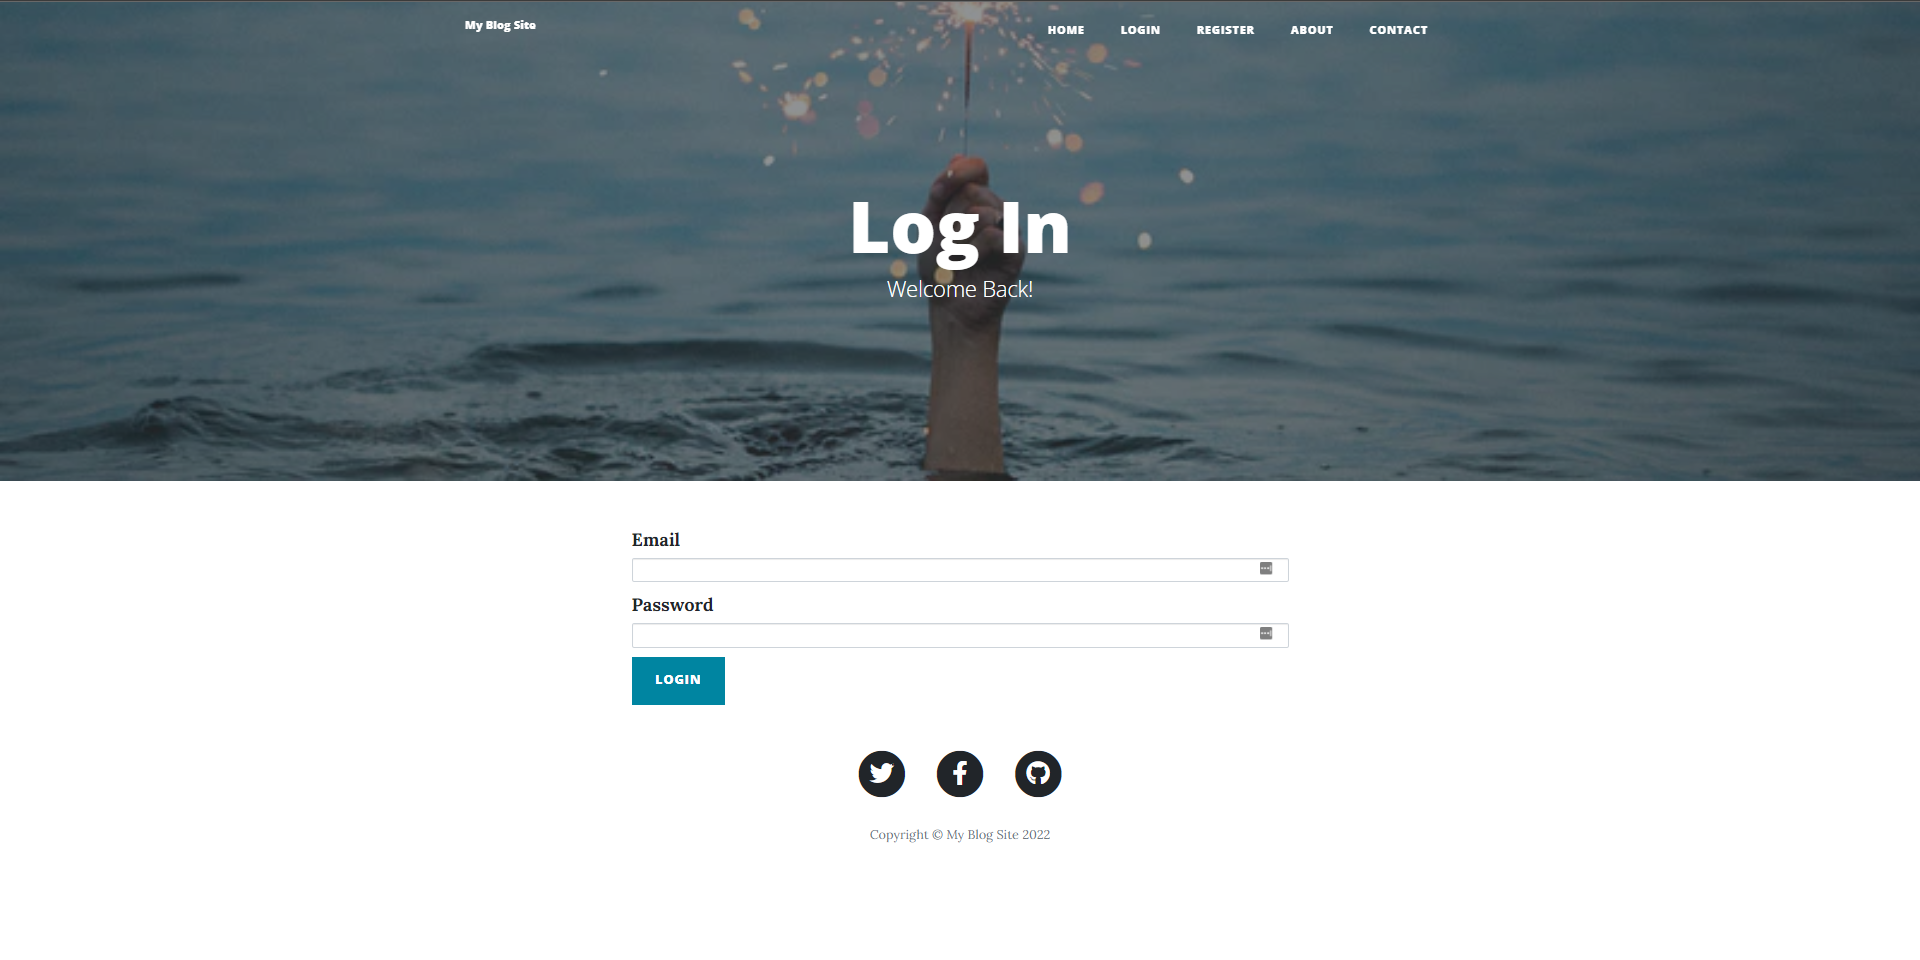 My Blog Site
HOME LOGIN REGISTER ABOUT CONTACT
Log In
Welcome Back!
Email
Password
LOGIN
Copyright © My Blog Site 2022